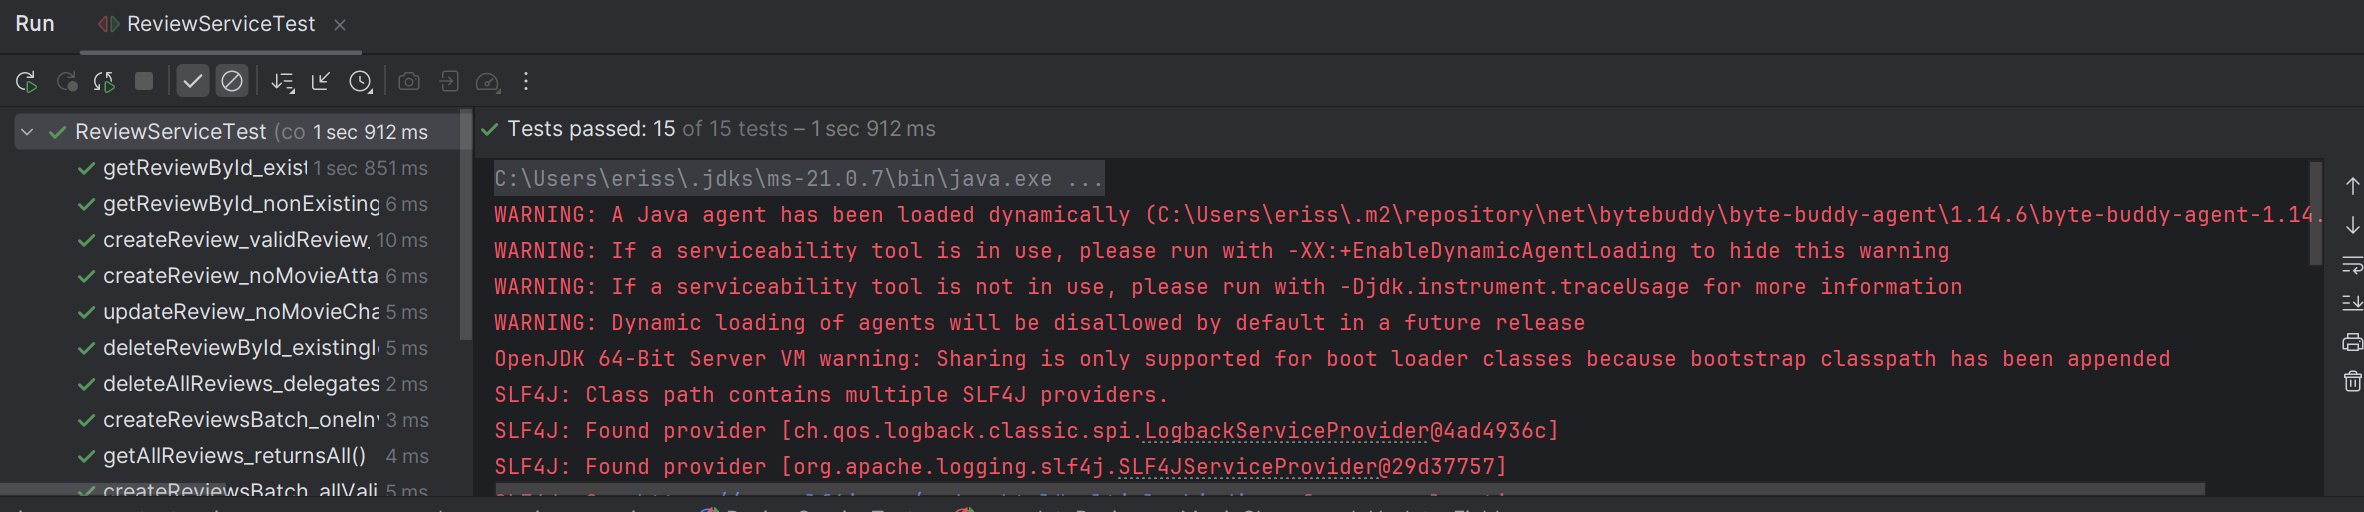 Run ReviewServiceTest
ReviewServiceTest (co 1 sec 912 ms
getReviewById_exist 1 sec 851 ms
getReviewById_nonExisting 6 ms
createReview_validReview_ 10 ms
createReview_noMovieAtta 6 ms
updateReview_noMovieCha 5 ms
deleteReviewById_existingI 5 ms
deleteAllReviews_delegates 2 ms
createReviewsBatch_oneInv 3 ms
getAllReviews_returnsAll() 4 ms
createReviewsBatch_allVali 5 ms
Tests passed: 15 of 15 tests – 1 sec 912 ms
C:\Users\eriss\.jdks\ms-21.0.7\bin\java.exe ...
WARNING: A Java agent has been loaded dynamically (C:\Users\eriss\.m2\repository\net\bytebuddy\byte-buddy-agent\1.14.6\byte-buddy-agent-1.14.
WARNING: If a serviceability tool is in use, please run with -XX:+EnableDynamicAgentLoading to hide this warning
WARNING: If a serviceability tool is not in use, please run with -Djdk.instrument.traceUsage for more information
WARNING: Dynamic loading of agents will be disallowed by default in a future release
OpenJDK 64-Bit Server VM warning: Sharing is only supported for boot loader classes because bootstrap classpath has been appended
SLF4J: Class path contains multiple SLF4J providers.
SLF4J: Found provider [ch.qos.logback.classic.spi.LogbackServiceProvider@4ad4936c]
SLF4J: Found provider [org.apache.logging.slf4j.SLF4JServiceProvider@29d37757]